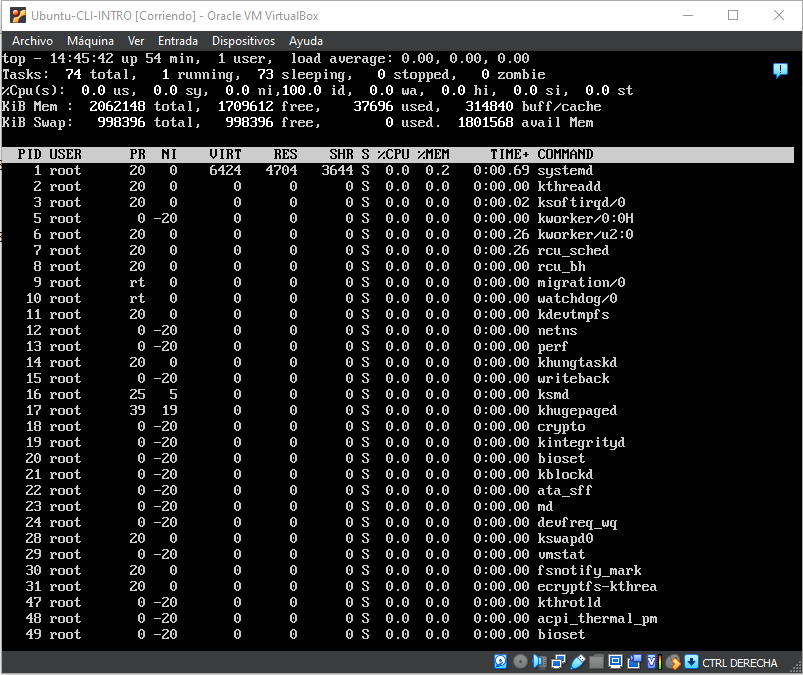 Ubuntu-CLI-INTRO [Corriendo] - Oracle VM VirtualBox
Archivo Máquina Ver Entrada Dispositivos Ayuda
top - 14:45:42 up 54 min,  1 user,  load average: 0.00, 0.00, 0.00
Tasks:  74 total,   1 running,  73 sleeping,   0 stopped,   0 zombie
%Cpu(s):  0.0 us,  0.0 sy,  0.0 ni,100.0 id,  0.0 wa,  0.0 hi,  0.0 si,  0.0 st
KiB Mem :  2062148 total,  1709612 free,    37696 used,   314840 buff/cache
KiB Swap:   998396 total,   998396 free,        0 used.  1801568 avail Mem
PID USER      PR  NI    VIRT    RES    SHR S %CPU %MEM     TIME+ COMMAND
1 root      20   0    6424   4704   3644 S  0.0  0.2   0:00.69 systemd
2 root      20   0       0      0      0 S  0.0  0.0   0:00.00 kthreadd
3 root      20   0       0      0      0 S  0.0  0.0   0:00.02 ksoftirqd/0
5 root       0 -20       0      0      0 S  0.0  0.0   0:00.00 kworker/0:0H
6 root      20   0       0      0      0 S  0.0  0.0   0:00.26 kworker/u2:0
7 root      20   0       0      0      0 S  0.0  0.0   0:00.26 rcu_sched
8 root      20   0       0      0      0 S  0.0  0.0   0:00.00 rcu_bh
9 root      rt   0       0      0      0 S  0.0  0.0   0:00.00 migration/0
10 root      rt   0       0      0      0 S  0.0  0.0   0:00.00 watchdog/0
11 root      20   0       0      0      0 S  0.0  0.0   0:00.00 kdevtmpfs
12 root       0 -20       0      0      0 S  0.0  0.0   0:00.00 netns
13 root       0 -20       0      0      0 S  0.0  0.0   0:00.00 perf
14 root      20   0       0      0      0 S  0.0  0.0   0:00.00 khungtaskd
15 root       0 -20       0      0      0 S  0.0  0.0   0:00.00 writeback
16 root      25   5       0      0      0 S  0.0  0.0   0:00.00 ksmd
17 root      39  19       0      0      0 S  0.0  0.0   0:00.00 khugepaged
18 root       0 -20       0      0      0 S  0.0  0.0   0:00.00 crypto
19 root       0 -20       0      0      0 S  0.0  0.0   0:00.00 kintegrityd
20 root       0 -20       0      0      0 S  0.0  0.0   0:00.00 bioset
21 root       0 -20       0      0      0 S  0.0  0.0   0:00.00 kblockd
22 root       0 -20       0      0      0 S  0.0  0.0   0:00.00 ata_sff
23 root       0 -20       0      0      0 S  0.0  0.0   0:00.00 md
24 root       0 -20       0      0      0 S  0.0  0.0   0:00.00 devfreq_wq
28 root      20   0       0      0      0 S  0.0  0.0   0:00.00 kswapd0
29 root       0 -20       0      0      0 S  0.0  0.0   0:00.00 vmstat
30 root      20   0       0      0      0 S  0.0  0.0   0:00.00 fsnotify_mark
31 root      20   0       0      0      0 S  0.0  0.0   0:00.00 ecryptfs-kthrea
47 root       0 -20       0      0      0 S  0.0  0.0   0:00.00 kthrotld
48 root       0 -20       0      0      0 S  0.0  0.0   0:00.00 acpi_thermal_pm
49 root       0 -20       0      0      0 S  0.0  0.0   0:00.00 bioset
CTRL DERECHA